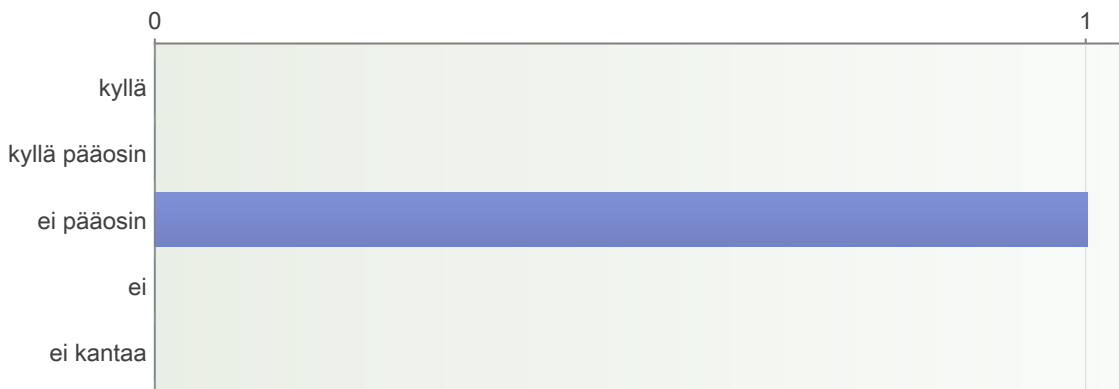 0 1
kyllä
kyllä pääosin
ei pääosin
ei
ei kantaa